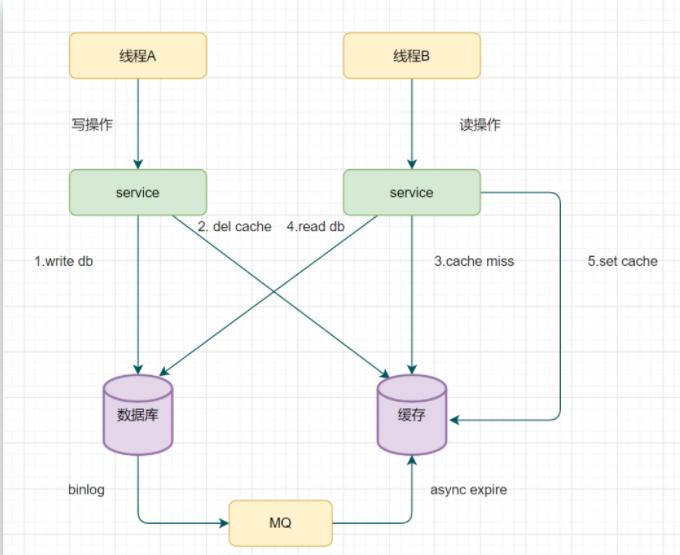 线程A
线程B
写操作
读操作
service
service
2. del cache
4.read db
1.write db
3.cache miss
5.set cache
数据库
缓存
binlog
async expire
MQ